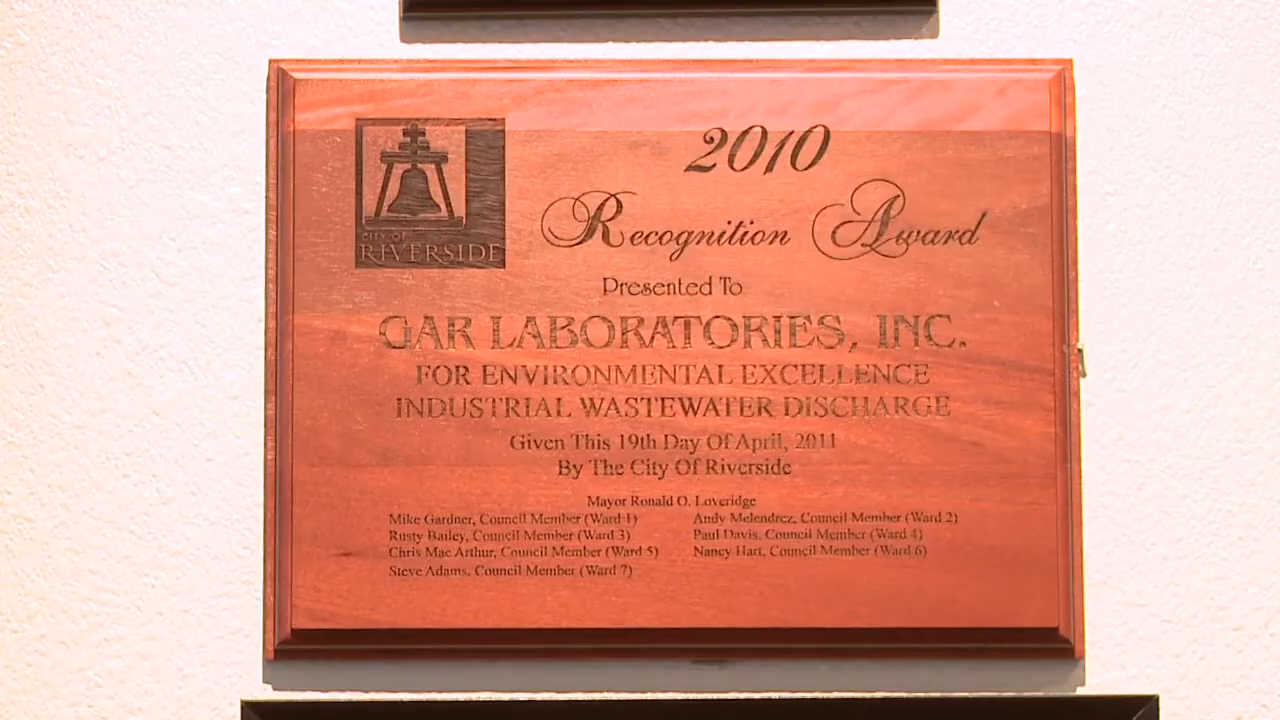 CITY OF
RIVERSIDE
2010
Recognition Award
Presented To
GAR LABORATORIES, INC.
FOR ENVIRONMENTAL EXCELLENCE
INDUSTRIAL WASTEWATER DISCHARGE
Given This 19th Day Of April, 2011
By The City Of Riverside
Mayor Ronald O. Loveridge
Mike Gardner, Council Member (Ward 1) Andy Melendrez, Council Member (Ward 2)
Rusty Bailey, Council Member (Ward 3) Paul Davis, Council Member (Ward 4)
Chris Mac Arthur, Council Member (Ward 5) Nancy Hart, Council Member (Ward 6)
Steve Adams, Council Member (Ward 7)